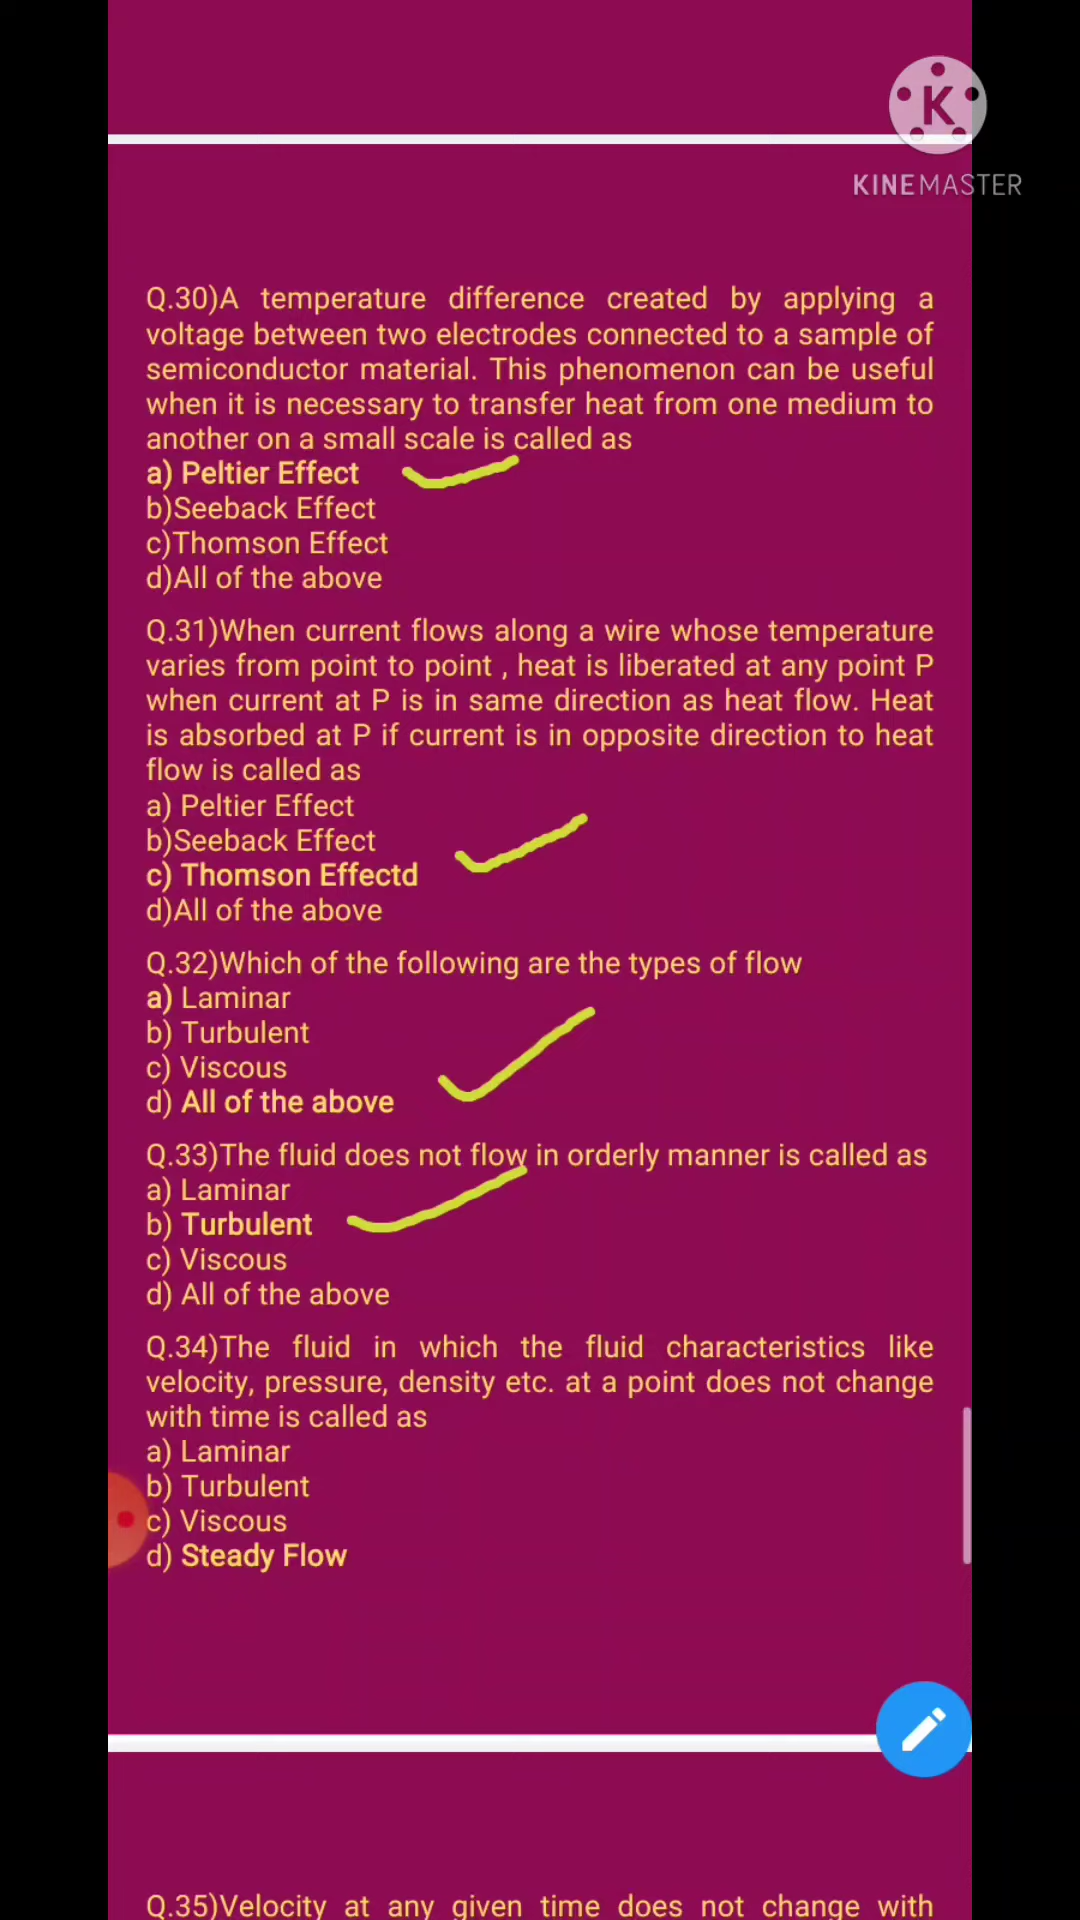 K
KINEMASTER
Q.30)A temperature difference created by applying a
voltage between two electrodes connected to a sample of
semiconductor material. This phenomenon can be useful
when it is necessary to transfer heat from one medium to
another on a small scale is called as
a) Peltier Effect
b)Seeback Effect
c)Thomson Effect
d)All of the above
Q.31)When current flows along a wire whose temperature
varies from point to point , heat is liberated at any point P
when current at P is in same direction as heat flow. Heat
is absorbed at P if current is in opposite direction to heat
flow is called as
a) Peltier Effect
b)Seeback Effect
c) Thomson Effectd
d)All of the above
Q.32)Which of the following are the types of flow
a) Laminar
b) Turbulent
c) Viscous
d) All of the above
Q.33)The fluid does not flow in orderly manner is called as
a) Laminar
b) Turbulent
c) Viscous
d) All of the above
Q.34)The fluid in which the fluid characteristics like
velocity, pressure, density etc. at a point does not change
with time is called as
a) Laminar
b) Turbulent
c) Viscous
d) Steady Flow
Q.35)Velocity at any given time does not change with